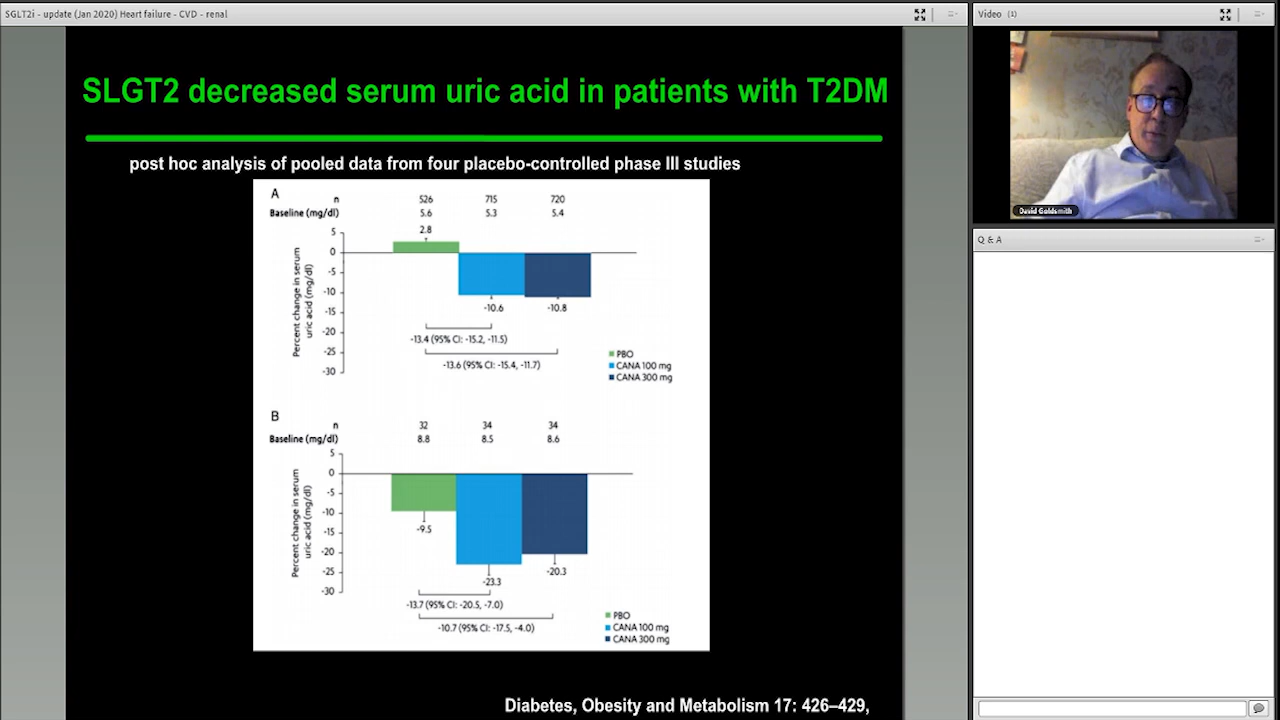 SGLT2i - update (Jan 2020) Heart failure - CVD - renal
SLGT2 decreased serum uric acid in patients with T2DM
post hoc analysis of pooled data from four placebo-controlled phase III studies
A
n 526 715 720
Baseline (mg/dl) 5.6 5.3 5.4
2.8
5
0
-5
-10
-15
-20
-25
-30
Percent change in serum
uric acid (mg/dl)
-10.6 -10.8
-13.4 (95% CI: -15.2, -11.5)
-13.6 (95% CI: -15.4, -11.7)
PBO
CANA 100 mg
CANA 300 mg
B
n 32 34 34
Baseline (mg/dl) 8.8 8.5 8.6
5
0
-5
-10
-15
-20
-25
-30
Percent change in serum
uric acid (mg/dl)
-9.5
-23.3
-20.3
-13.7 (95% CI: -20.5, -7.0)
-10.7 (95% CI: -17.5, -4.0)
PBO
CANA 100 mg
CANA 300 mg
Diabetes, Obesity and Metabolism 17: 426–429,
Video (1)
David Goldsmith
Q & A